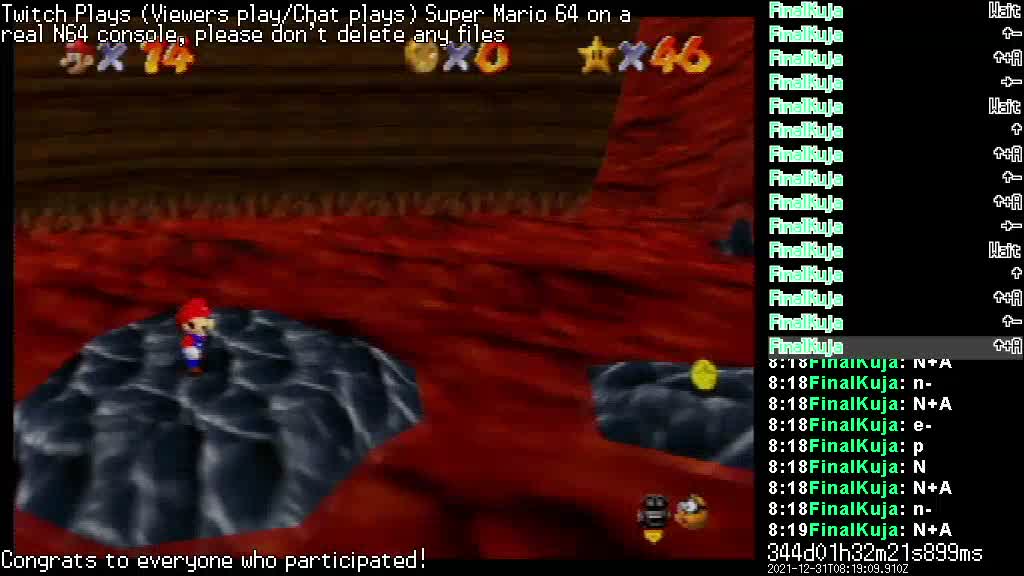 Twitch Plays (Viewers play/Chat plays) Super Mario 64 on a
real N64 console, please don't delete any files
× 14 × 0 × 46
FinalKuja Wait
FinalKuja ↑-
FinalKuja ↑+A
FinalKuja →-
FinalKuja Wait
FinalKuja ↑
FinalKuja ↑+A
FinalKuja ↑-
FinalKuja ↑+A
FinalKuja →-
FinalKuja Wait
FinalKuja ↑
FinalKuja ↑+A
FinalKuja ↑-
FinalKuja ↑+A
8:18FinalKuja: N+A
8:18FinalKuja: n-
8:18FinalKuja: N+A
8:18FinalKuja: e-
8:18FinalKuja: p
8:18FinalKuja: N
8:18FinalKuja: N+A
8:18FinalKuja: n-
8:19FinalKuja: N+A
344d01h32m21s899ms
2021-12-31T08:19:09.910Z
Congrats to everyone who participated!